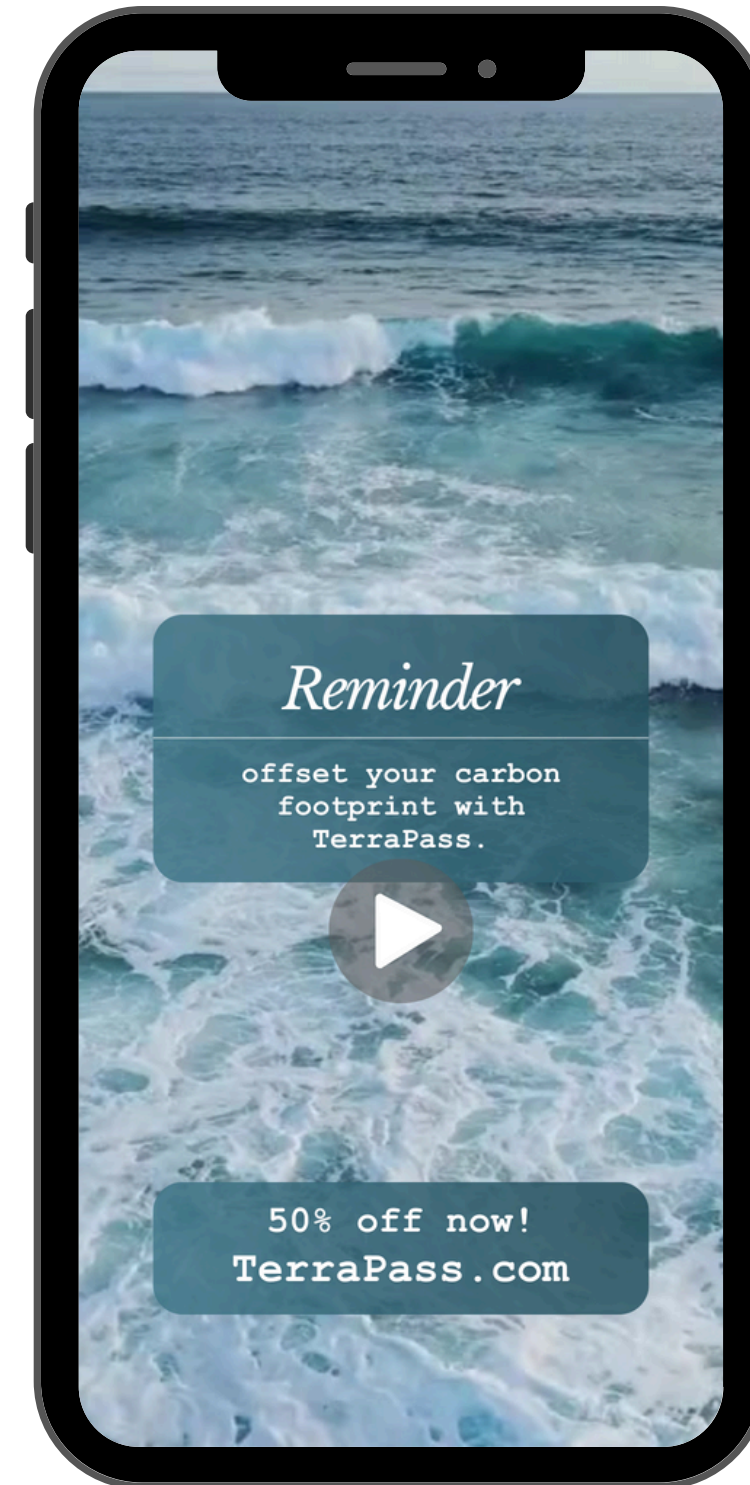 Reminder
offset your carbon
footprint with
TerraPass.
50% off now!
TerraPass.com